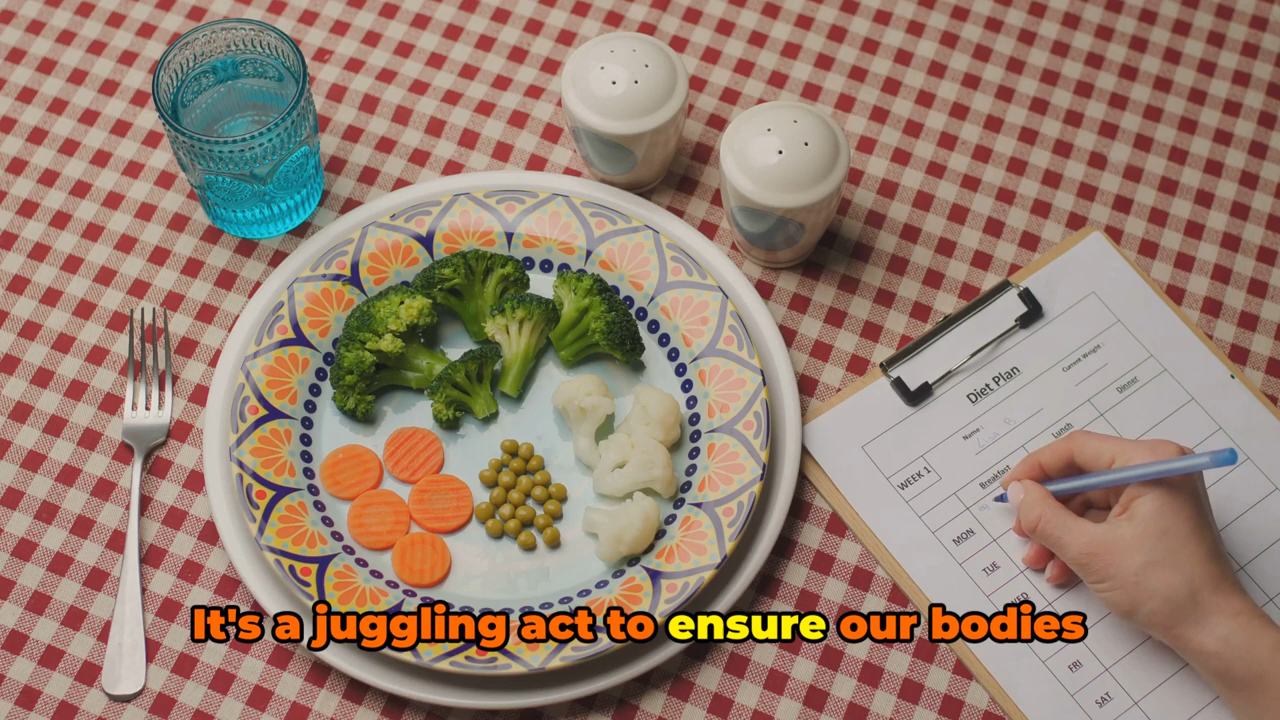 Diet Plan
Current Weight :
Name :
WEEK 1
Breakfast
Lunch
Dinner
MON
TUE
FRI
SAT
It's a juggling act to ensure our bodies